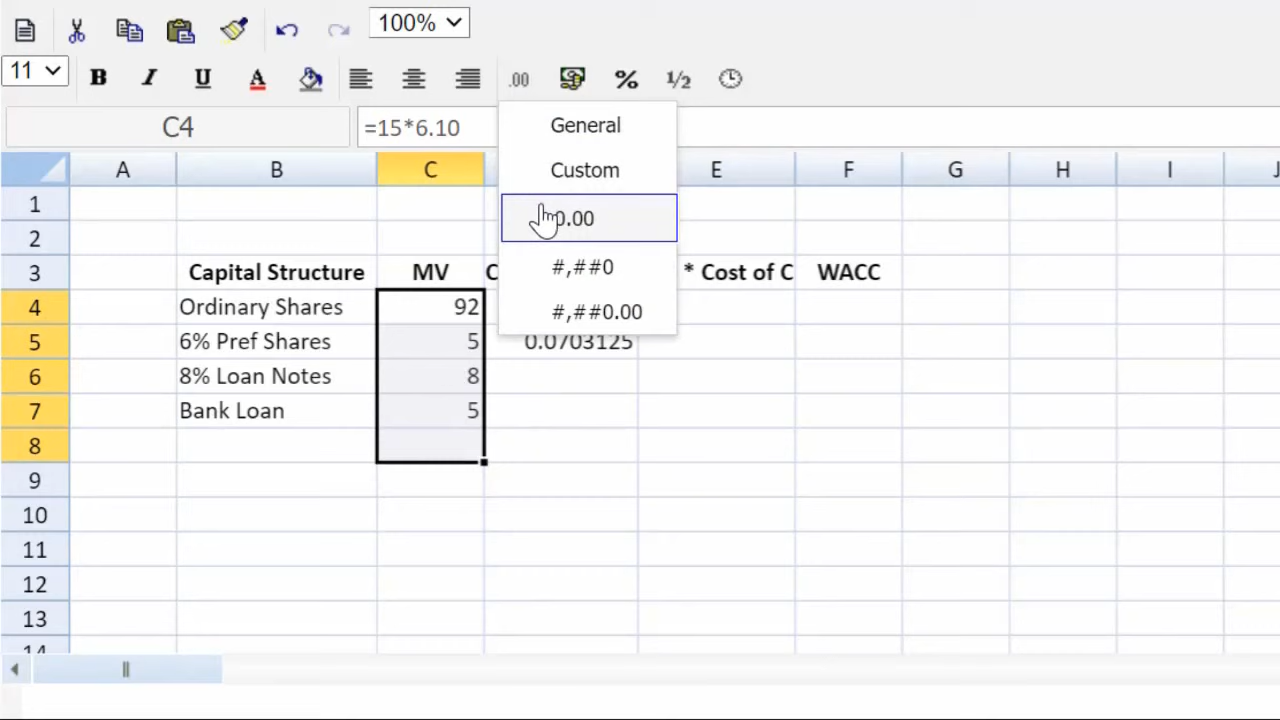 100%
11 B I U A .00 % 1/2
C4 =15*6.10
General
Custom
0.00
#,##0
#,##0.00
A B C E F G H I J
1
2
3 Capital Structure MV C * Cost of C WACC
4 Ordinary Shares 92
5 6% Pref Shares 5 0.0703125
6 8% Loan Notes 8
7 Bank Loan 5
8
9
10
11
12
13
14